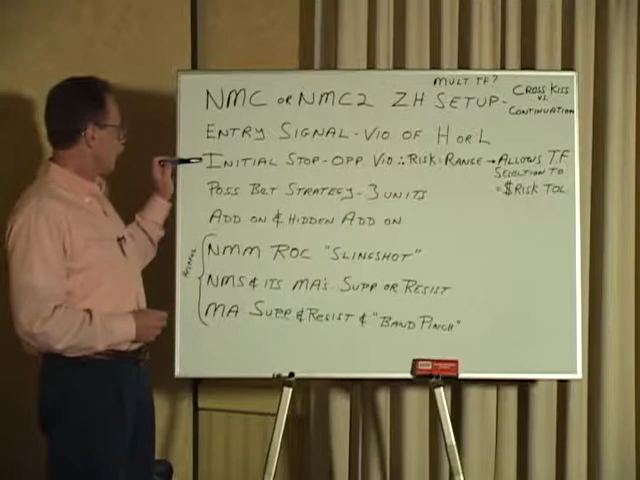 MULT TF?
NMC OR NMC2 ZH SETUP- CROSS KISS
VS.
CONTINUATION
ENTRY SIGNAL - VIO OF H OR L
INITIAL STOP - OPP VIO ∴ RISK = RANGE → ALLOWS T.F
SELECTION TO
= $RISK TOL
POSS BET STRATEGY - 3 UNITS
ADD ON & HIDDEN ADD ON
NMM ROC "SLINGSHOT"
NMS & ITS MA'S SUPP OR RESIST
MA SUPP & RESIST & "BAND PINCH"